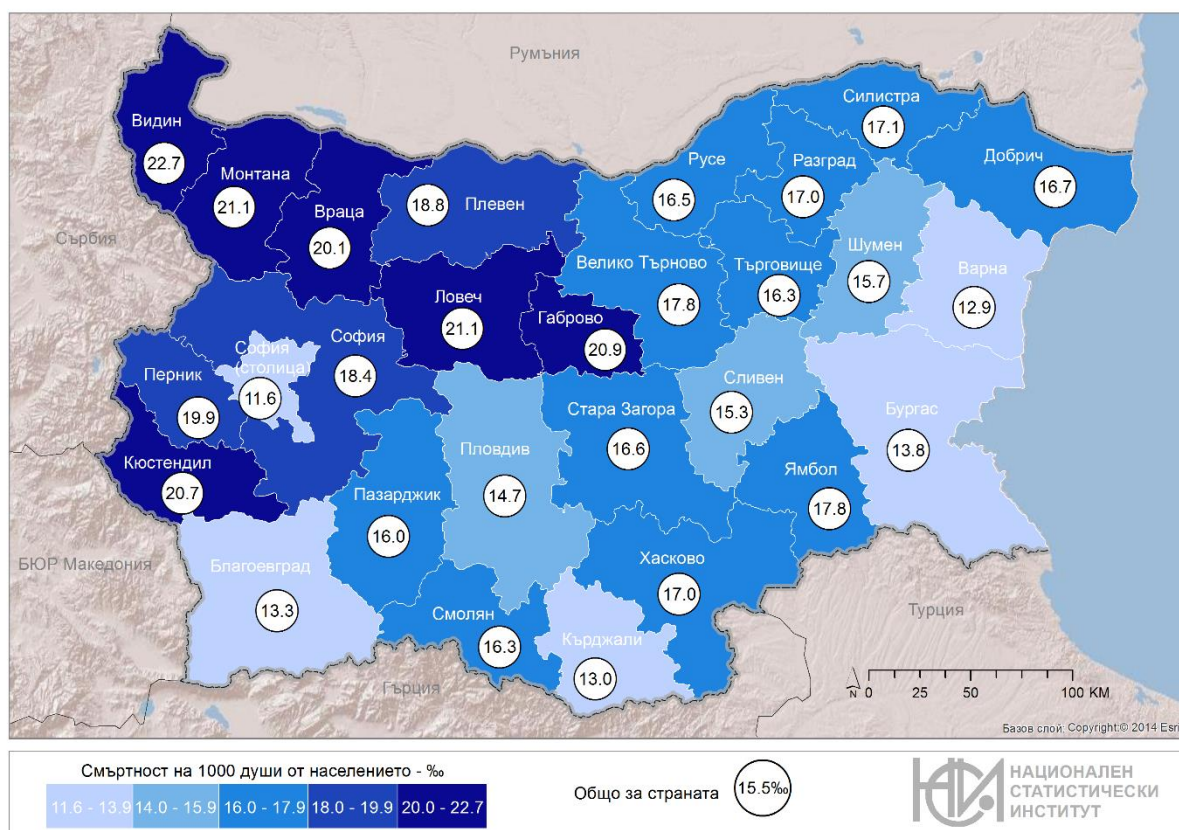 Румъния
Силистра
17.1
Видин
22.7
Монтана
21.1
Враца
20.1
18.8 Плевен
Русе
16.5
Разград
17.0
Добрич
16.7
Сърбия
Шумен
15.7
Варна
12.9
Велико Търново
17.8
Търговище
16.3
Ловеч
21.1
Габрово
20.9
София
18.4
София
(столица)
11.6
Перник
19.9
Сливен
15.3
Стара Загора
16.6
Бургас
13.8
Пловдив
14.7
Кюстендил
20.7
Ямбол
17.8
Пазарджик
16.0
БЮР Македония
Благоевград
13.3
Хасково
17.0
Смолян
16.3
Кърджали
13.0
Турция
Гърция
N 0 25 50 100 KM
Базов слой: Copyright:© 2014 Esri
Смъртност на 1000 души от населението - ‰
11.6 - 13.9 14.0 - 15.9 16.0 - 17.9 18.0 - 19.9 20.0 - 22.7
Общо за страната 15.5‰
НСИ
НАЦИОНАЛЕН
СТАТИСТИЧЕСКИ
ИНСТИТУТ